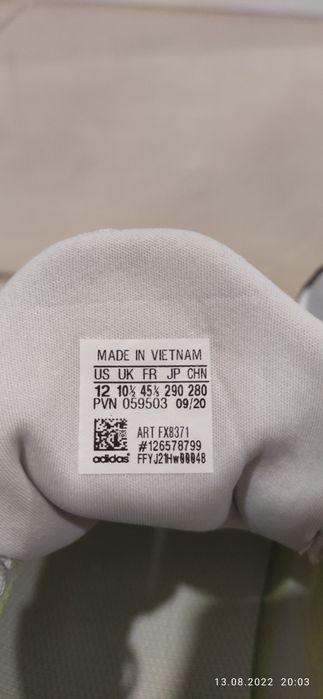 MADE IN VIETNAM
US UK FR JP CHN
12 10½ 45⅓ 290 280
PVN 059503 09/20
ART FX8371
#126578799
adidas FFYJ21HW00048
13.08.2022 20:03